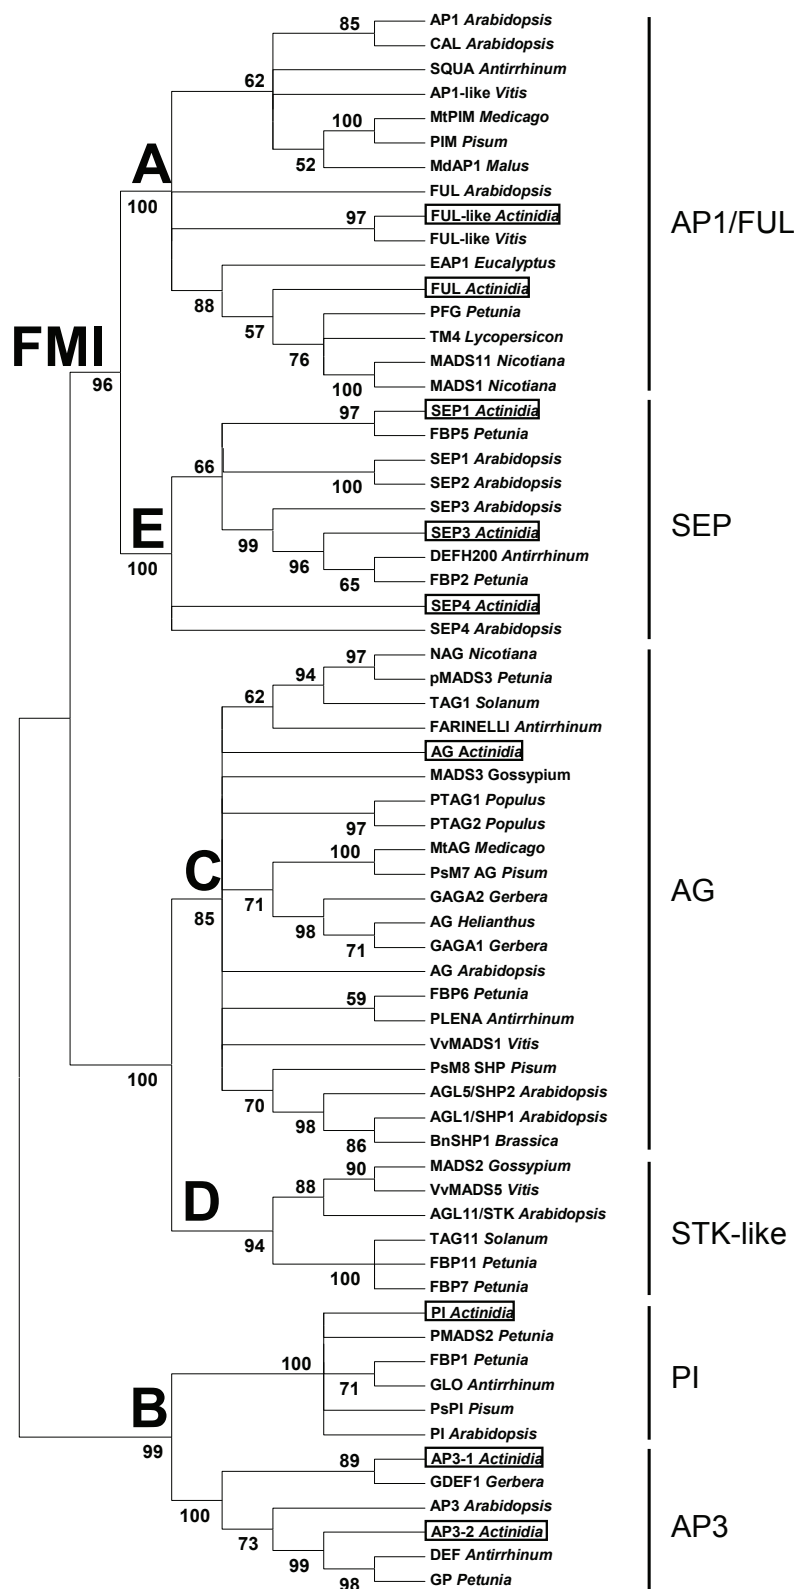 85
AP1 Arabidopsis
CAL Arabidopsis
62
SQUA Antirrhinum
AP1-like Vitis
100
MtPIM Medicago
PIM Pisum
52
MdAP1 Malus
A
100
FUL Arabidopsis
97
FUL-like Actinidia
AP1/FUL
FUL-like Vitis
EAP1 Eucalyptus
88
FUL Actinidia
57
PFG Petunia
TM4 Lycopersicon
FMI
76
MADS11 Nicotiana
96
100
MADS1 Nicotiana
97
SEP1 Actinidia
FBP5 Petunia
66
SEP1 Arabidopsis
100
SEP2 Arabidopsis
SEP3 Arabidopsis
E
99
SEP3 Actinidia
SEP
96
DEFH200 Antirrhinum
100
65
FBP2 Petunia
SEP4 Actinidia
SEP4 Arabidopsis
97
NAG Nicotiana
94
pMADS3 Petunia
62
TAG1 Solanum
FARINELLI Antirrhinum
AG Actinidia
MADS3 Gossypium
PTAG1 Populus
97
PTAG2 Populus
100
MtAG Medicago
C
PsM7 AG Pisum
71
GAGA2 Gerbera
AG
85
98
AG Helianthus
71
GAGA1 Gerbera
AG Arabidopsis
59
FBP6 Petunia
PLENA Antirrhinum
VvMADS1 Vitis
100
PsM8 SHP Pisum
70
AGL5/SHP2 Arabidopsis
98
AGL1/SHP1 Arabidopsis
86
BnSHP1 Brassica
90
MADS2 Gossypium
88
VvMADS5 Vitis
D
AGL11/STK Arabidopsis
94
TAG11 Solanum
STK-like
100
FBP11 Petunia
FBP7 Petunia
PI Actinidia
PMADS2 Petunia
100
FBP1 Petunia
PI
71
GLO Antirrhinum
B
PsPI Pisum
99
PI Arabidopsis
89
AP3-1 Actinidia
GDEF1 Gerbera
100
AP3 Arabidopsis
AP3
73
AP3-2 Actinidia
99
DEF Antirrhinum
98
GP Petunia